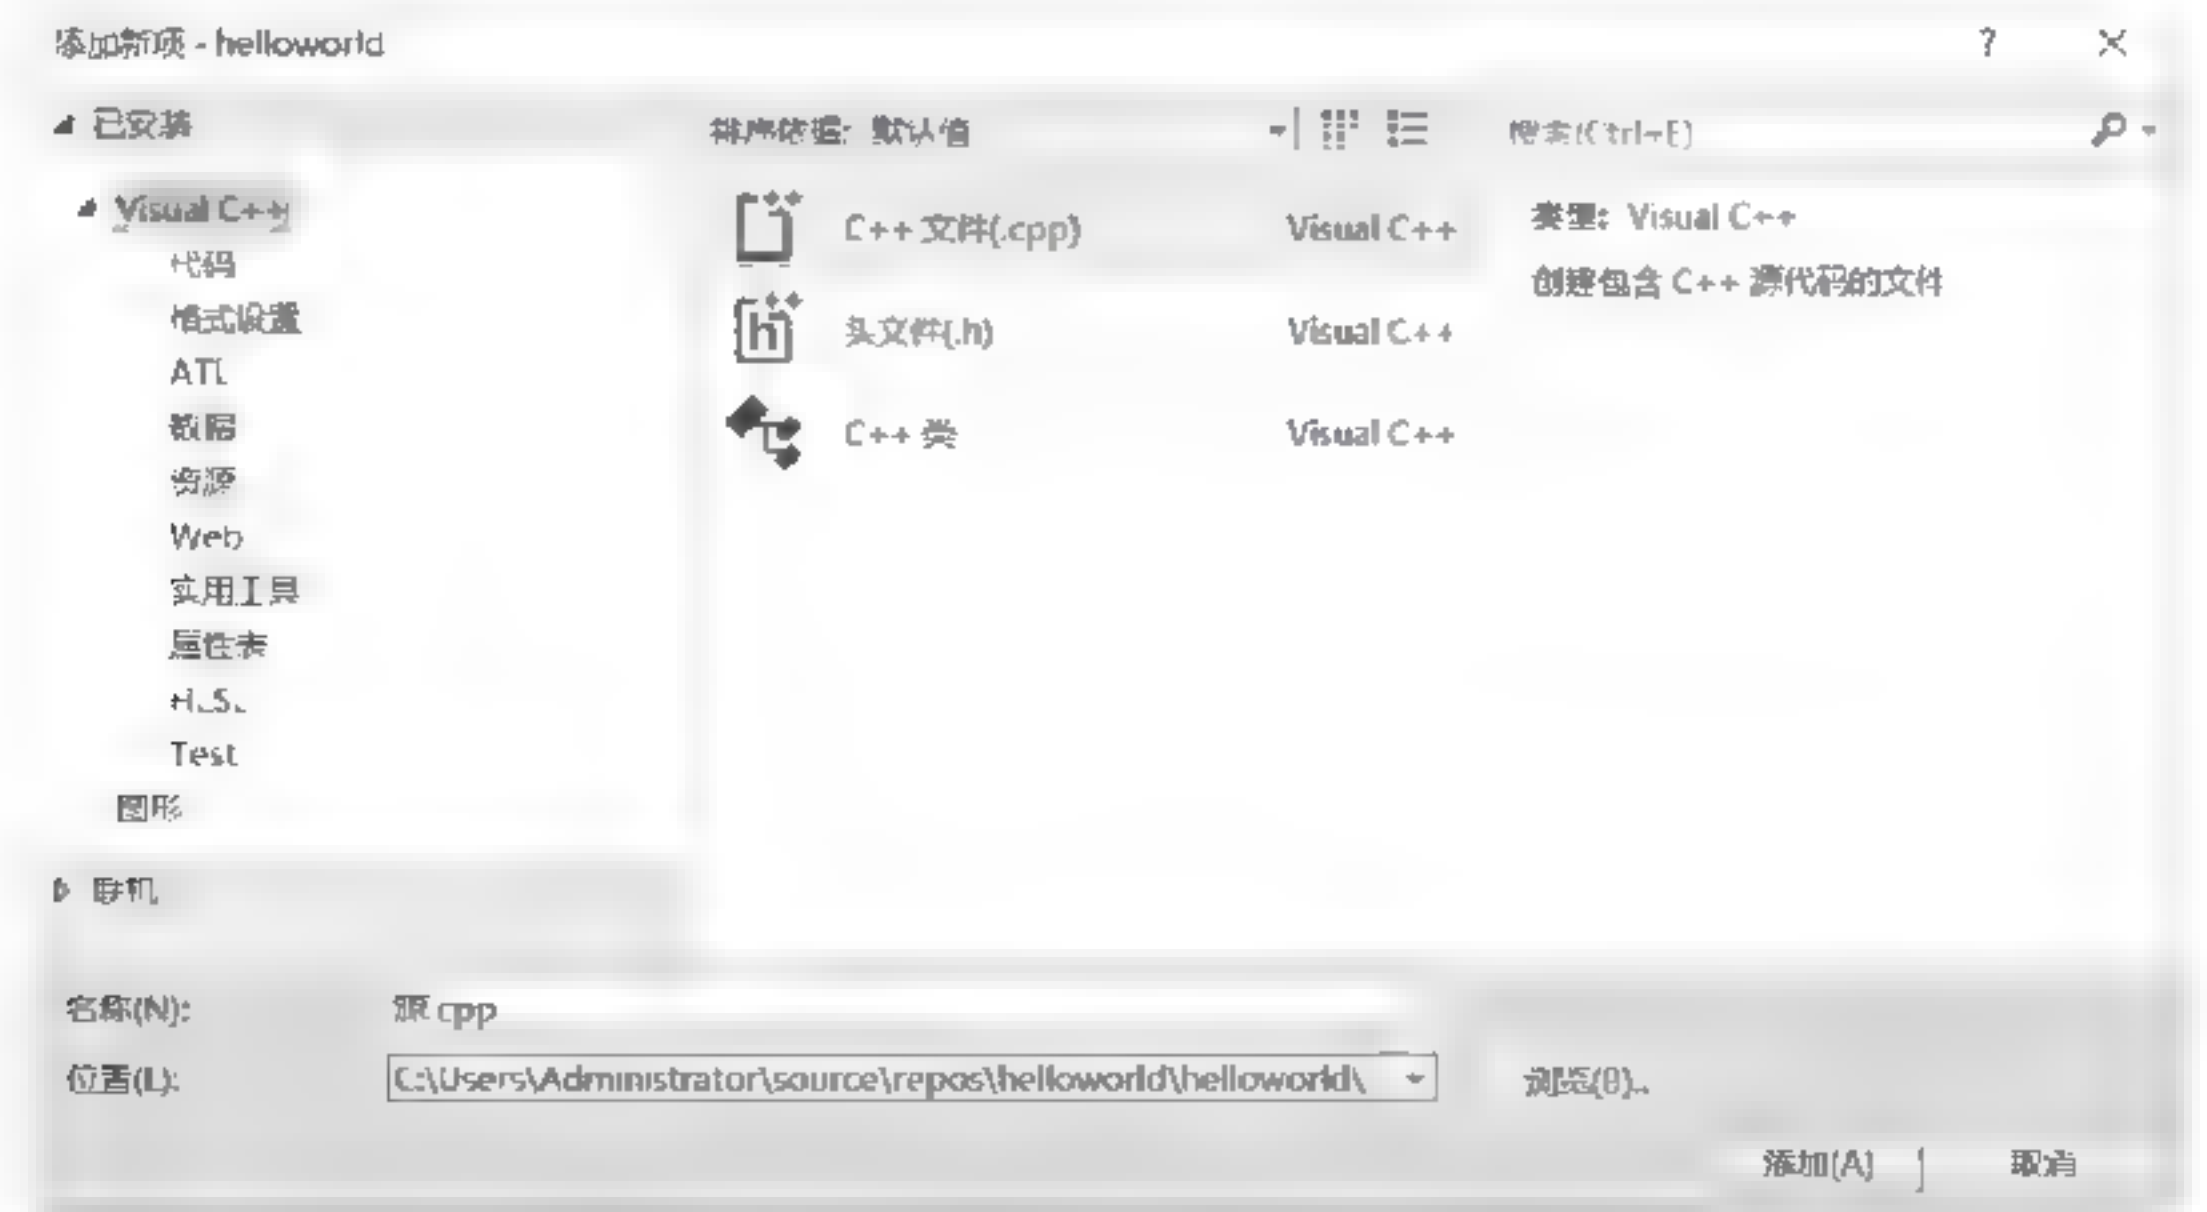 添加新项 - helloworld
?
已安装
排序依据: 默认值
搜索(Ctrl+E)
Visual C++
代码
格式设置
ATL
数据
资源
Web
实用工具
属性表
HLSL
Test
图形
联机
C++ 文件(.cpp)
Visual C++
头文件(.h)
Visual C++
C++ 类
Visual C++
类型: Visual C++
创建包含 C++ 源代码的文件
名称(N):
源.cpp
位置(L):
C:\Users\Administrator\source\repos\helloworld\helloworld\
浏览(B)...
添加(A)
取消